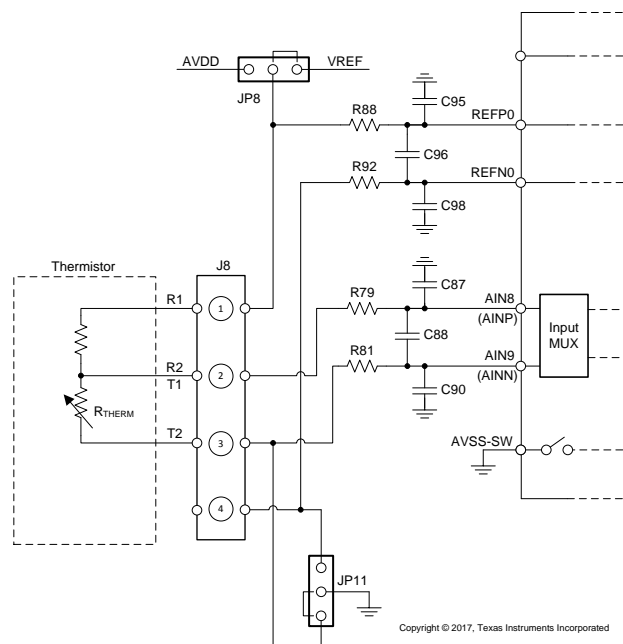 AVDD
VREF
JP8
C95
R88
REFP0
C96
R92
REFN0
C98
Thermistor
J8
C87
R1
1
R79
AIN8
(AINP)
Input
MUX
C88
R2
T1
2
R81
AIN9
(AINN)
RTHERM
C90
T2
3
AVSS-SW
4
JP11
Copyright © 2017, Texas Instruments Incorporated